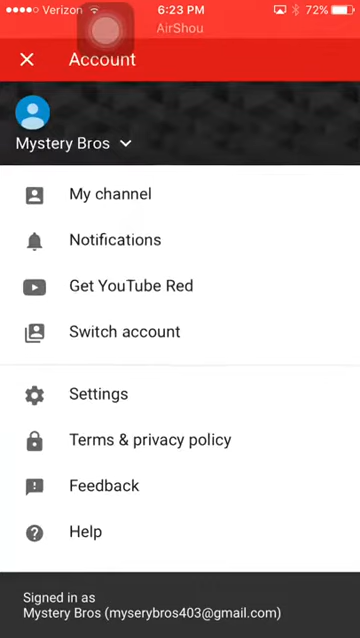 Verizon 6:23 PM 72%
AirShou
Account
Mystery Bros
My channel
Notifications
Get YouTube Red
Switch account
Settings
Terms & privacy policy
Feedback
Help
Signed in as
Mystery Bros (myserybros403@gmail.com)